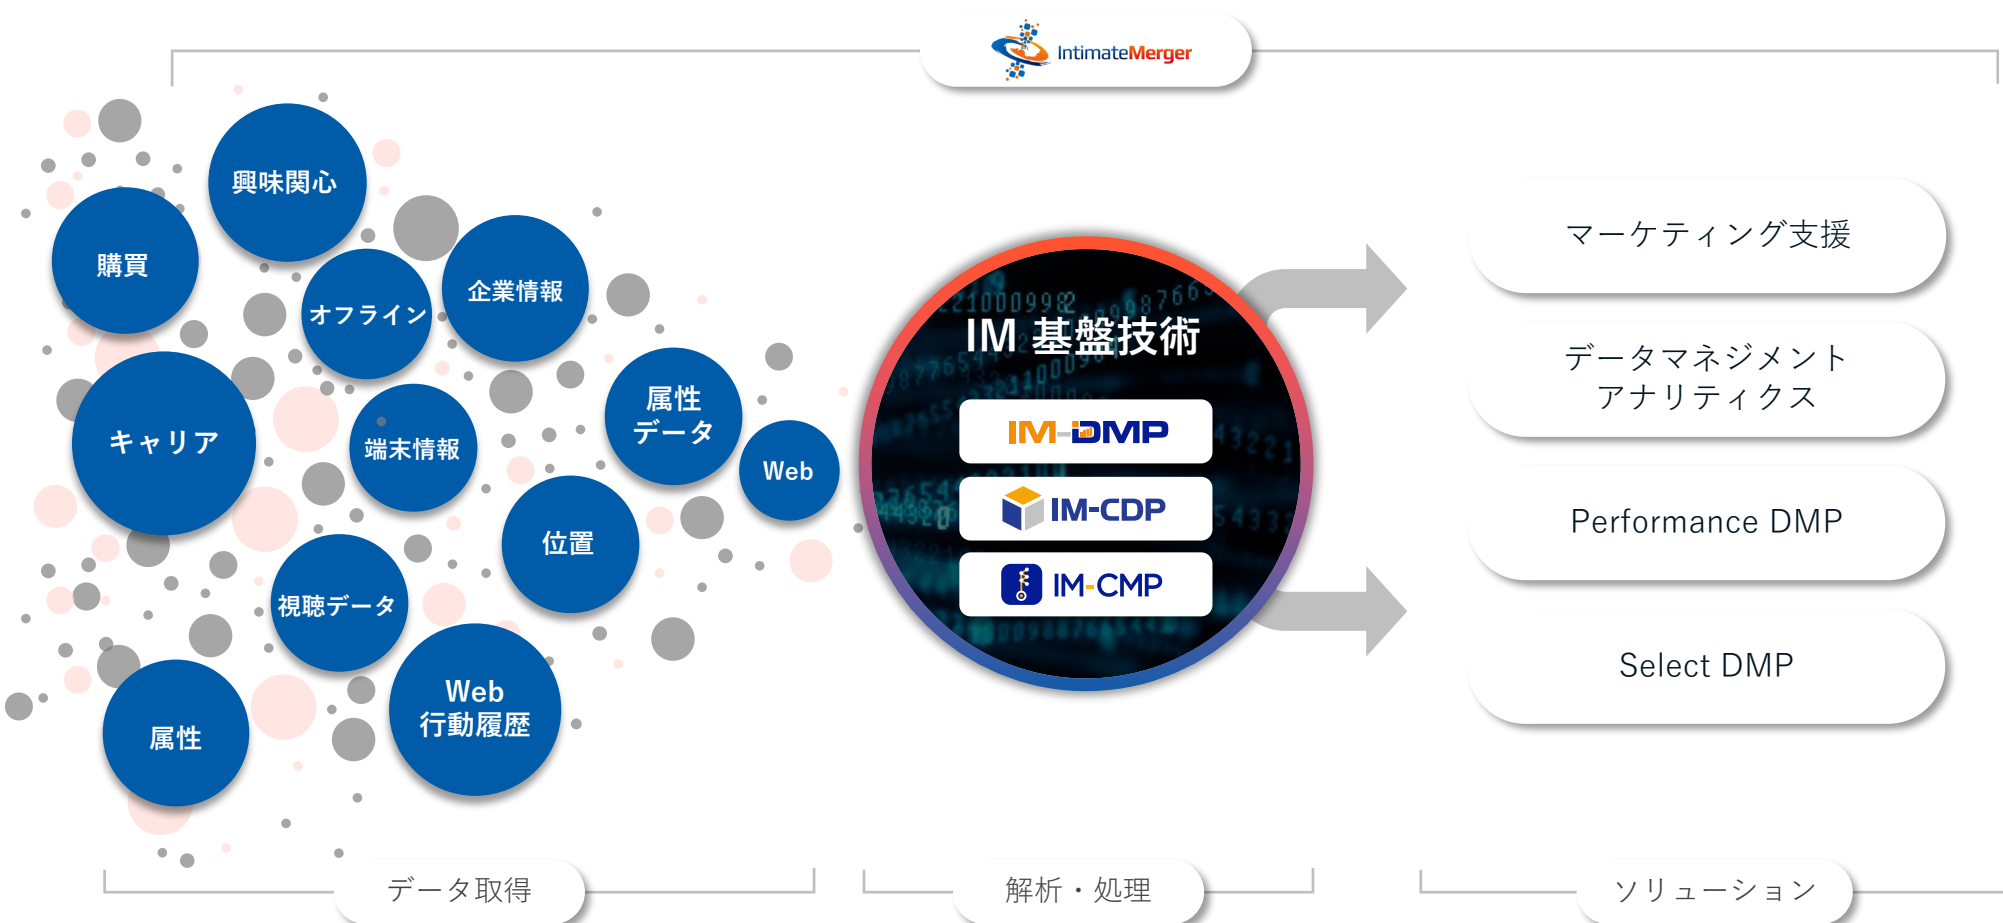 IntimateMerger
興味関心
購買
オフライン
企業情報
キャリア
端末情報
属性
データ
Web
位置
視聴データ
Web
行動履歴
属性
IM 基盤技術
IM-DMP
IM-CDP
IM-CMP
マーケティング支援
データマネジメント
アナリティクス
Performance DMP
Select DMP
データ取得
解析・処理
ソリューション